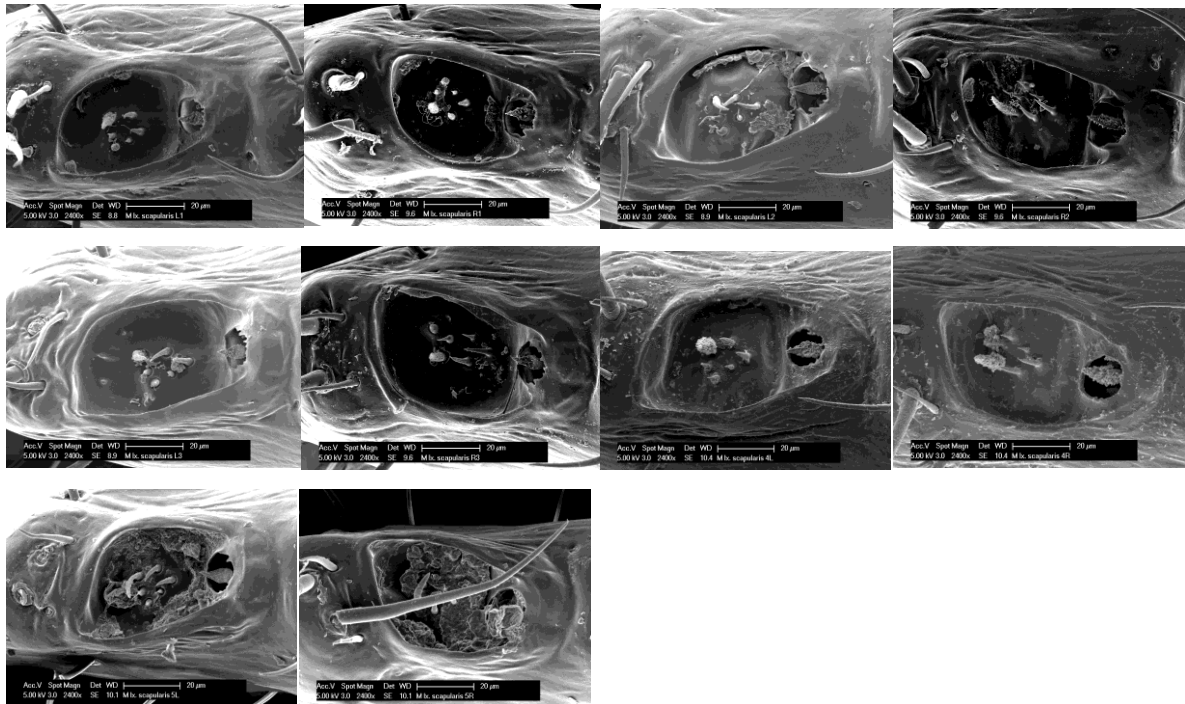 Acc.V Spot Magn Det WD 20 µm
5.00 kV 3.0 2400x SE 8.8 M Ix. scapularis L1
Acc.V Spot Magn Det WD 20 µm
5.00 kV 3.0 2400x SE 9.6 M Ix. scapularis R1
Acc.V Spot Magn Det WD 20 µm
5.00 kV 3.0 2400x SE 8.9 M Ix. scapularis L2
Acc.V Spot Magn Det WD 20 µm
5.00 kV 3.0 2400x SE 9.6 M Ix. scapularis R2
Acc.V Spot Magn Det WD 20 µm
5.00 kV 3.0 2400x SE 8.9 M Ix. scapularis L3
Acc.V Spot Magn Det WD 20 µm
5.00 kV 3.0 2400x SE 9.6 M Ix. scapularis R3
Acc.V Spot Magn Det WD 20 µm
5.00 kV 3.0 2400x SE 10.4 M Ix. scapularis 4L
Acc.V Spot Magn Det WD 20 µm
5.00 kV 3.0 2400x SE 10.4 M Ix. scapularis 4R
Acc.V Spot Magn Det WD 20 µm
5.00 kV 3.0 2400x SE 10.1 M Ix. scapularis 5L
Acc.V Spot Magn Det WD 20 µm
5.00 kV 3.0 2400x SE 10.1 M Ix. scapularis 5R